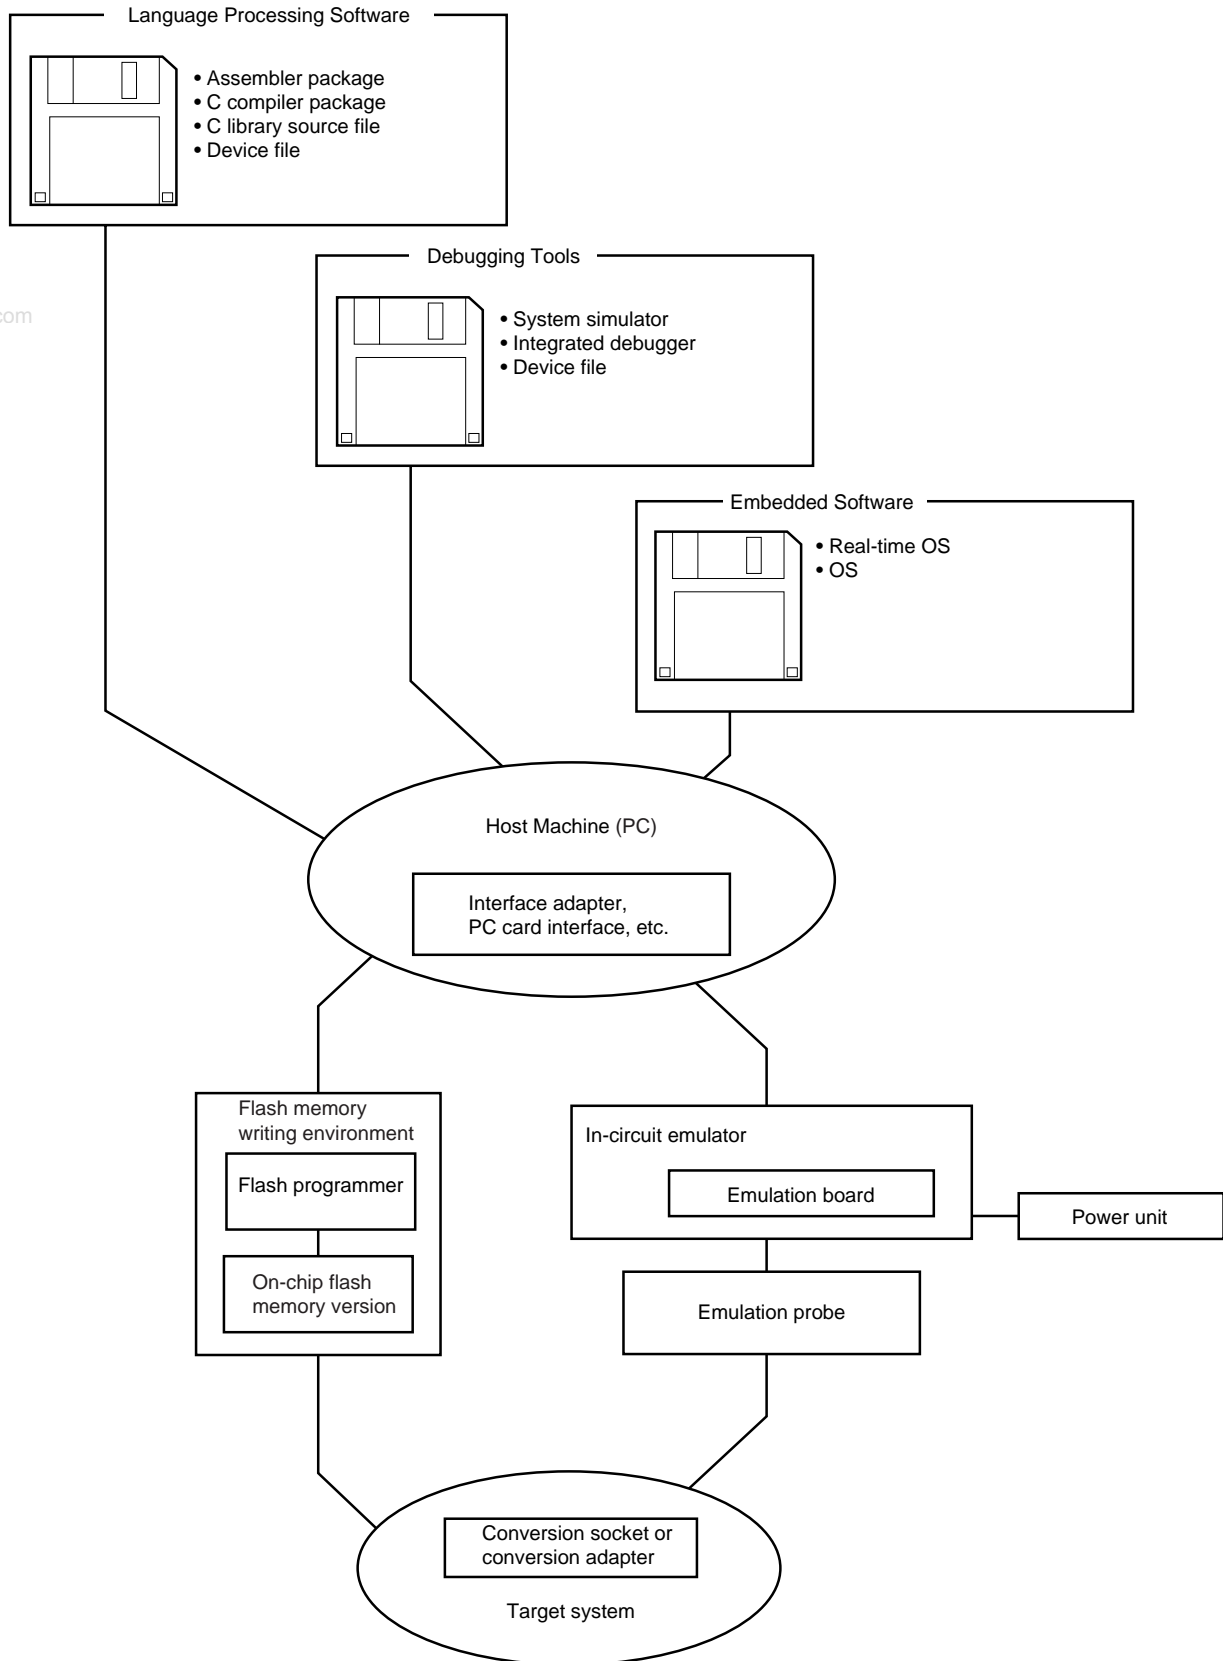 Language Processing Software
• Assembler package
• C compiler package
• C library source file
• Device file
Debugging Tools
com
• System simulator
• Integrated debugger
• Device file
Embedded Software
• Real-time OS
• OS
Host Machine (PC)
Interface adapter,
PC card interface, etc.
Flash memory
writing environment
Flash programmer
On-chip flash
memory version
In-circuit emulator
Emulation board
Power unit
Emulation probe
Conversion socket or
conversion adapter
Target system